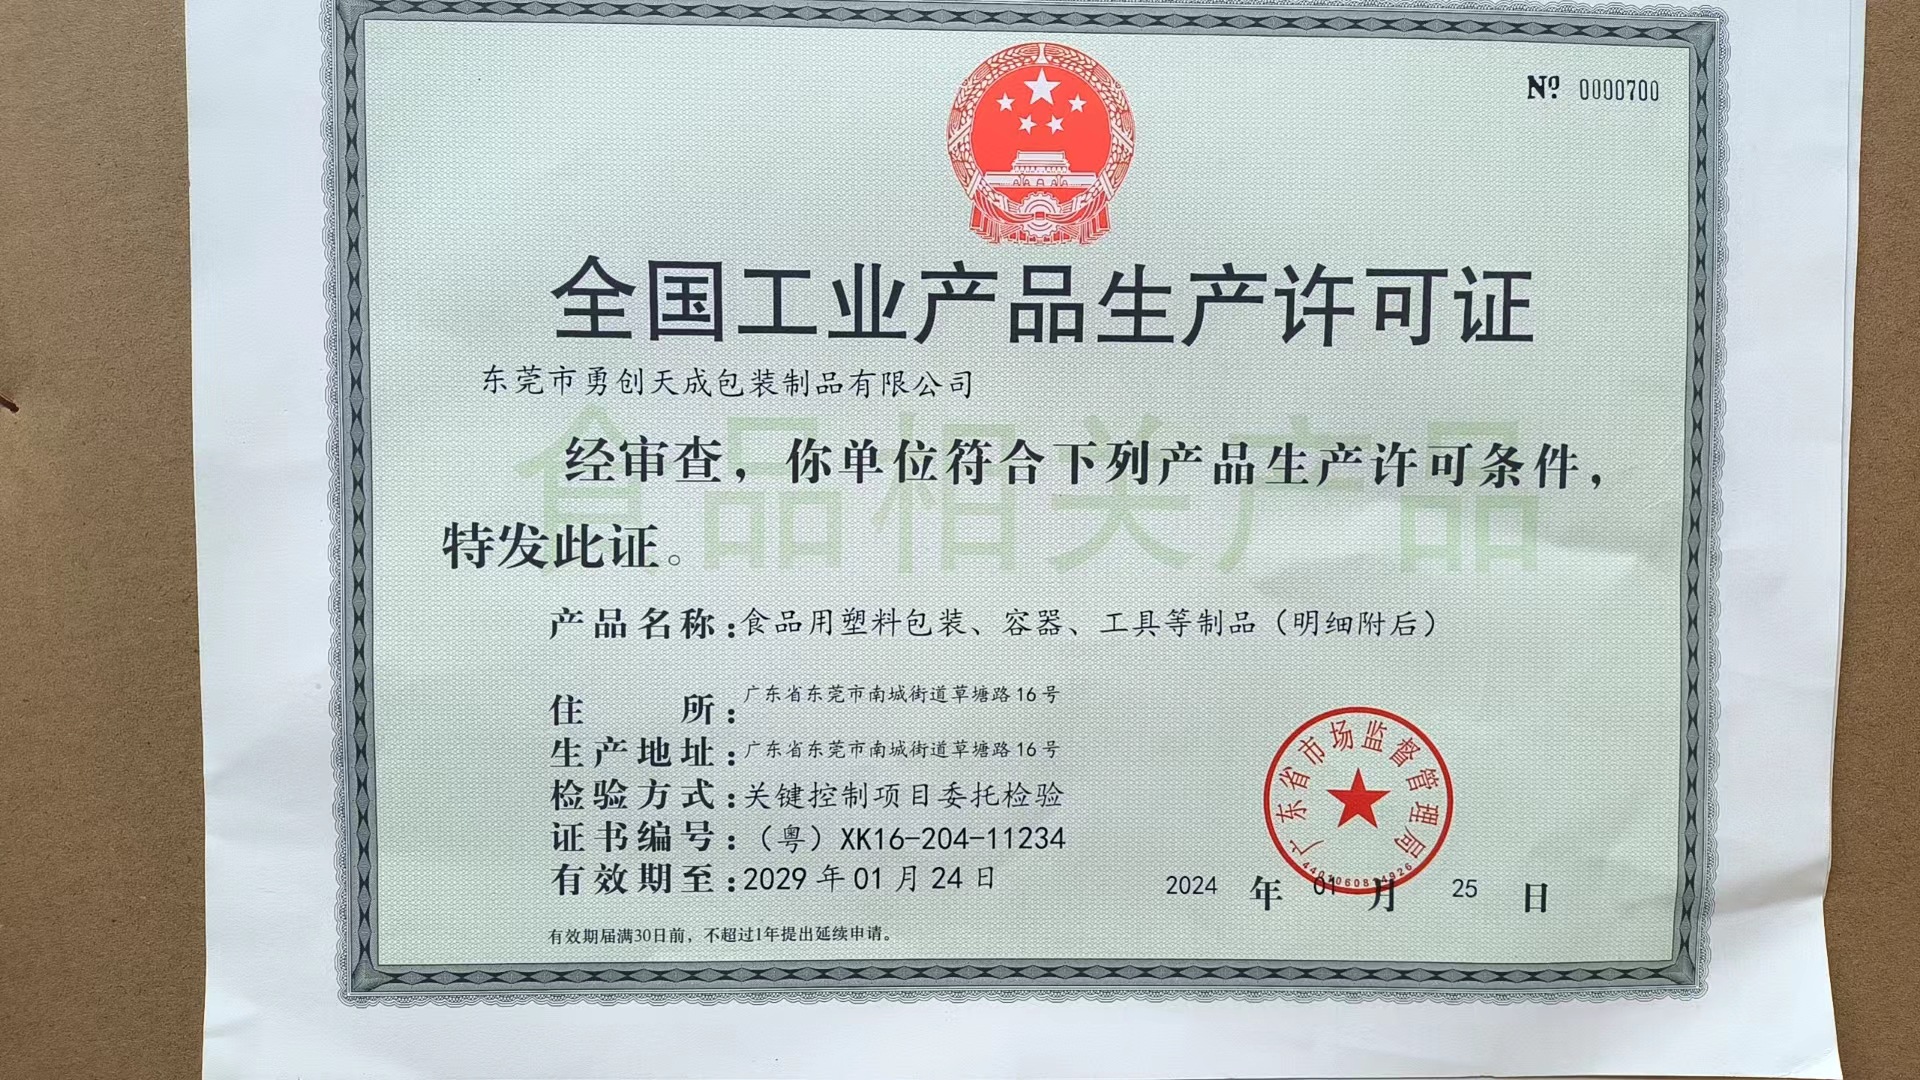 Nº 0000700
全国工业产品生产许可证
东莞市勇创天成包装制品有限公司
食品相关产品
经审查，你单位符合下列产品生产许可条件，
特发此证。
产品名称：食品用塑料包装、容器、工具等制品（明细附后）
住所：广东省东莞市南城街道草塘路16号
生产地址：广东省东莞市南城街道草塘路16号
检验方式：关键控制项目委托检验
证书编号：（粤）XK16-204-11234
有效期至：2029年01月24日
广东省市场监督管理局
2024年01月25日
有效期届满30日前，不超过1年提出延续申请。